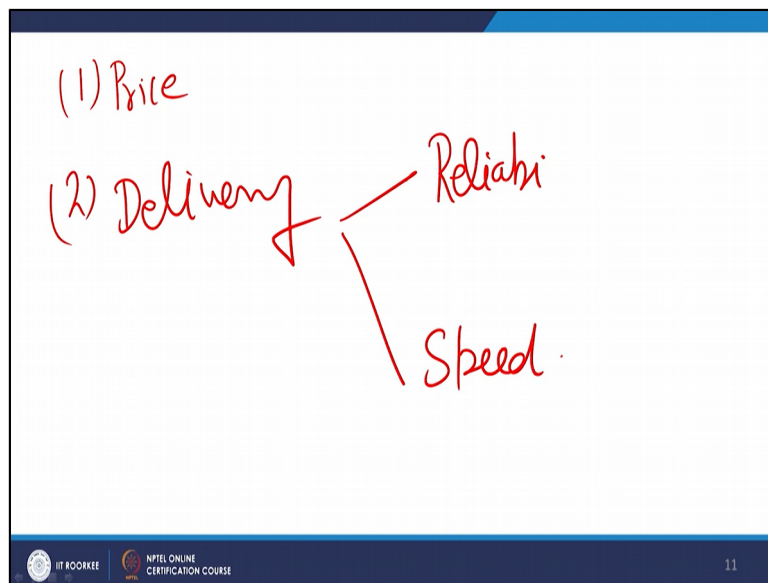 (1) Price
(2) Delivery
Reliabi
Speed
IIT ROORKEE
NPTEL ONLINE
CERTIFICATION COURSE
11